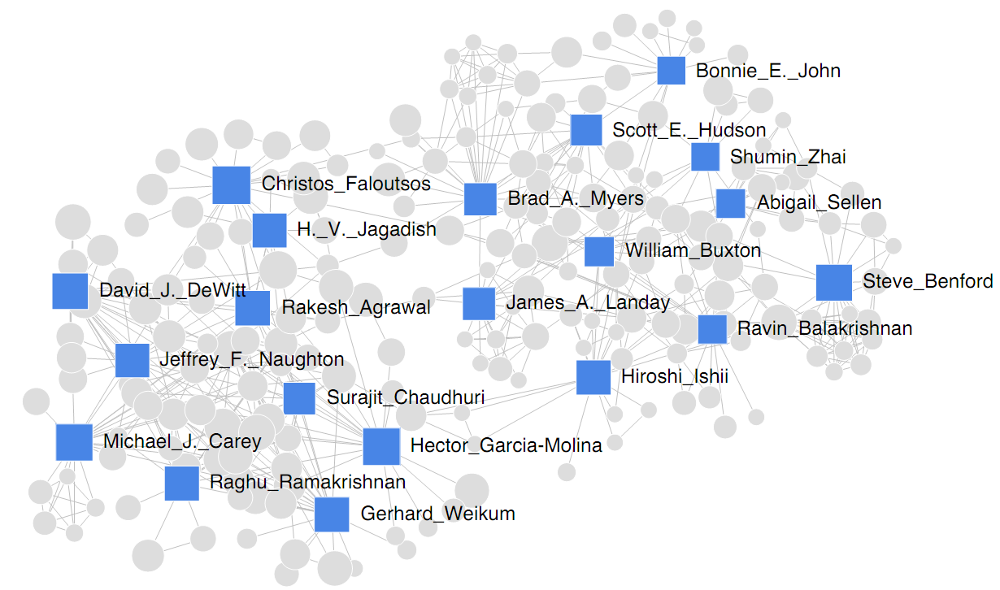 Bonnie_E._John
Scott_E._Hudson
Shumin_Zhai
Christos_Faloutsos
Brad_A._Myers
Abigail_Sellen
H._V._Jagadish
William_Buxton
Steve_Benford
David_J._DeWitt
Rakesh_Agrawal
James_A._Landay
Ravin_Balakrishnan
Jeffrey_F._Naughton
Hiroshi_Ishii
Surajit_Chaudhuri
Michael_J._Carey
Hector_Garcia-Molina
Raghu_Ramakrishnan
Gerhard_Weikum